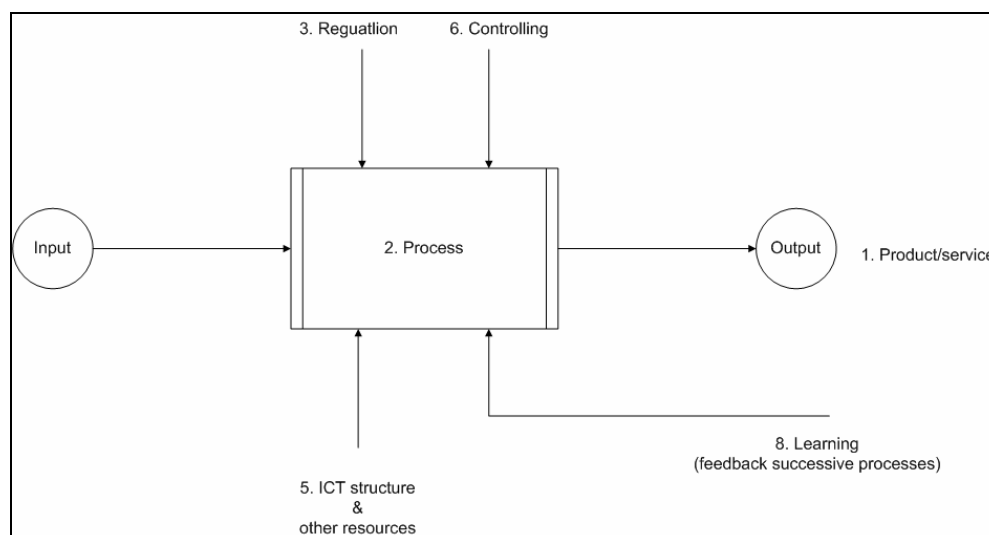 3. Reguatlion
6. Controlling
Input
2. Process
Output
1. Product/service
8. Learning
(feedback successive processes)
5. ICT structure
&
other resources